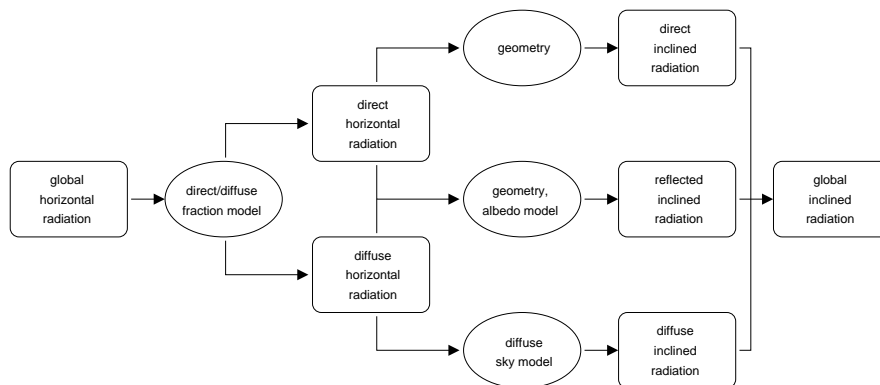 global
horizontal
radiation
direct/diffuse
fraction model
direct
horizontal
radiation
diffuse
horizontal
radiation
geometry
geometry,
albedo model
diffuse
sky model
direct
inclined
radiation
reflected
inclined
radiation
diffuse
inclined
radiation
global
inclined
radiation